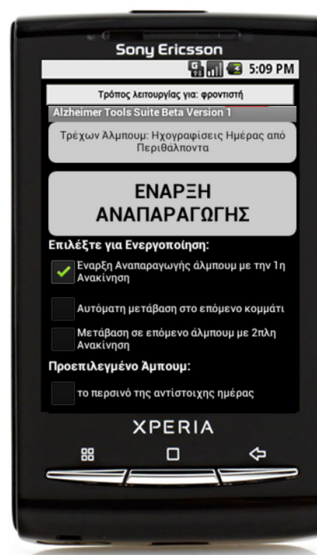 Sony Ericsson
5:09 PM
Τρόπος λειτουργίας για: φροντιστή
Alzheimer Tools Suite Beta Version 1
Τρέχων Άλμπουμ: Ηχογραφίσεις Ημέρας από
Περιθάλποντα
ΕΝΑΡΞΗ
ΑΝΑΠΑΡΑΓΩΓΗΣ
Επιλέξτε για Ενεργοποίηση:
Έναρξη Αναπαραγωγής άλμπουμ με την 1η
Ανακίνηση
Αυτόματη μετάβαση στο επόμενο κομμάτι
Μετάβαση σε επόμενο άλμπουμ με 2πλη
Ανακίνηση
Προεπιλεγμένο Άμπουμ:
το περσινό της αντίστοιχης ημέρας
XPERIA